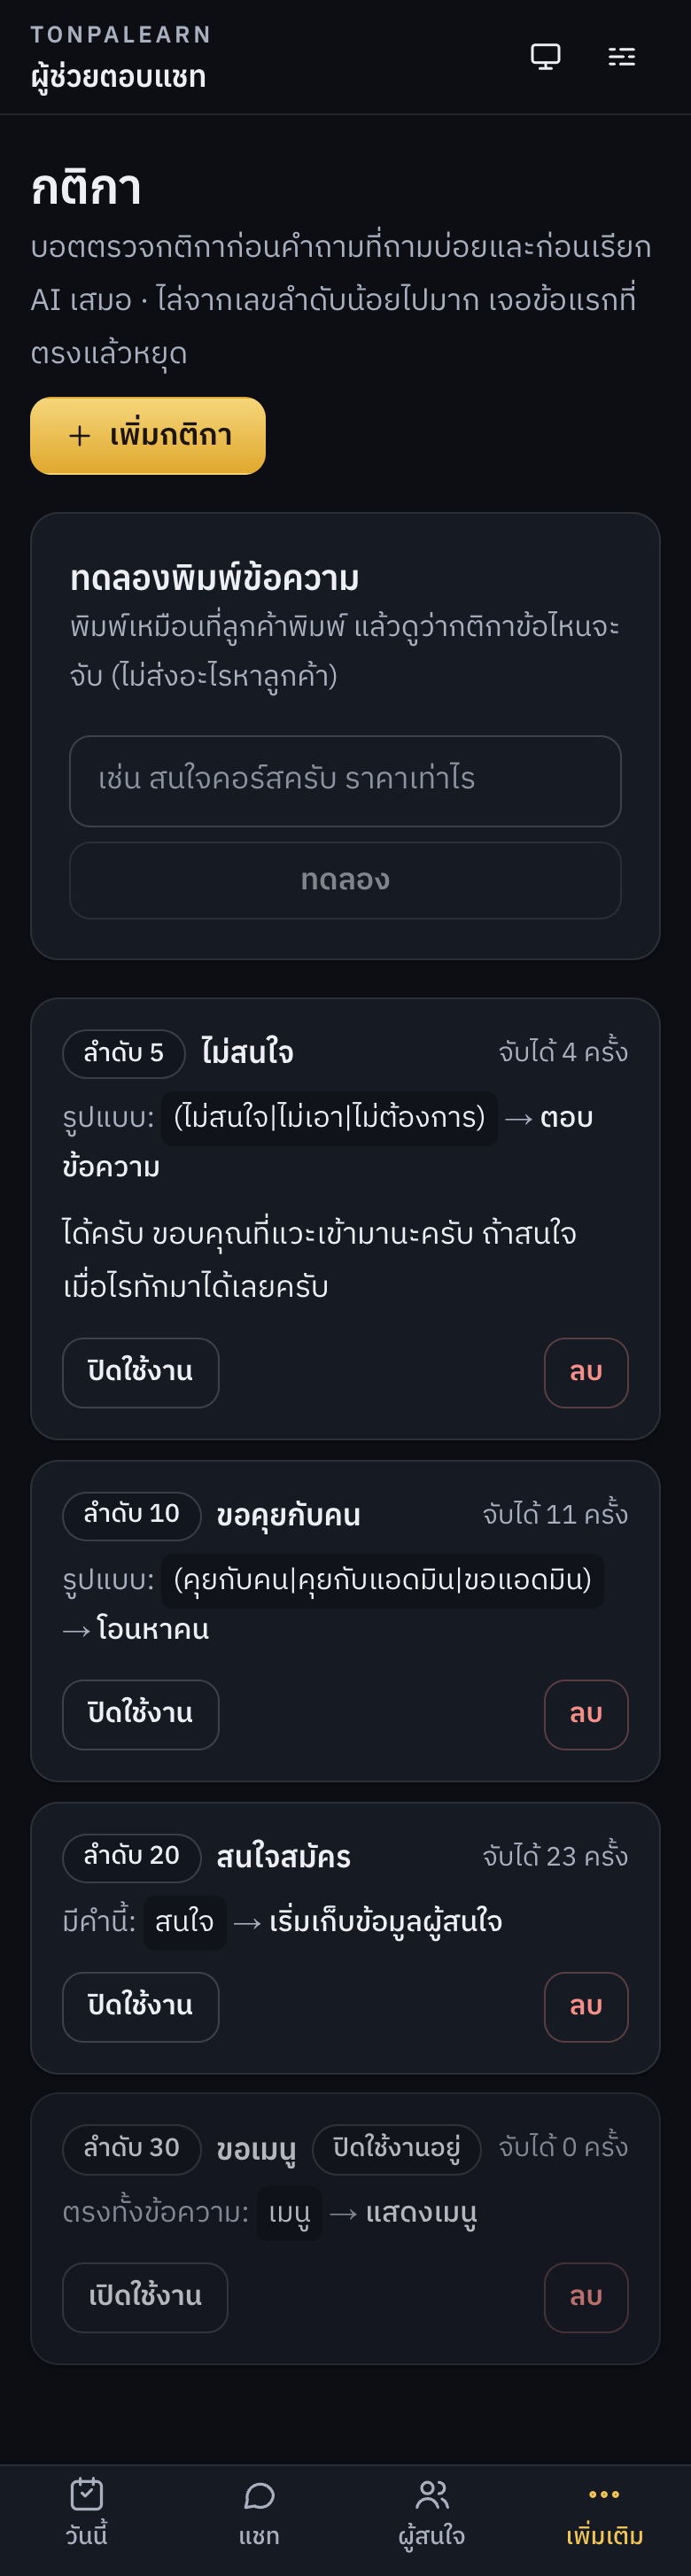 TONPALEARN
ผู้ช่วยตอบแชท
กติกา
บอตตรวจกติกาก่อนคำถามที่ถามบ่อยและก่อนเรียก
AI เสมอ · ไล่จากเลขลำดับน้อยไปมาก เจอข้อแรกที่
ตรงแล้วหยุด
+ เพิ่มกติกา
ทดลองพิมพ์ข้อความ
พิมพ์เหมือนที่ลูกค้าพิมพ์ แล้วดูว่ากติกาข้อไหนจะ
จับ (ไม่ส่งอะไรหาลูกค้า)
เช่น สนใจคอร์สครับ ราคาเท่าไร
ทดลอง
ลำดับ 5 ไม่สนใจ จับได้ 4 ครั้ง
รูปแบบ: (ไม่สนใจ|ไม่เอา|ไม่ต้องการ) → ตอบ
ข้อความ
ได้ครับ ขอบคุณที่แวะเข้ามานะครับ ถ้าสนใจ
เมื่อไรทักมาได้เลยครับ
ปิดใช้งาน ลบ
ลำดับ 10 ขอคุยกับคน จับได้ 11 ครั้ง
รูปแบบ: (คุยกับคน|คุยกับแอดมิน|ขอแอดมิน)
→ โอนหาคน
ปิดใช้งาน ลบ
ลำดับ 20 สนใจสมัคร จับได้ 23 ครั้ง
มีคำนี้: สนใจ → เริ่มเก็บข้อมูลผู้สนใจ
ปิดใช้งาน ลบ
ลำดับ 30 ขอเมนู ปิดใช้งานอยู่ จับได้ 0 ครั้ง
ตรงทั้งข้อความ: เมนู → แสดงเมนู
เปิดใช้งาน ลบ
วันนี้ แชท ผู้สนใจ เพิ่มเติม